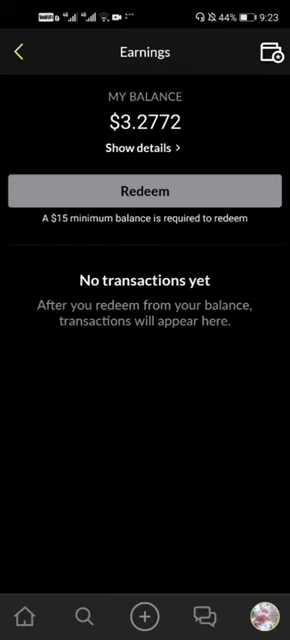 44% 9:23
Earnings
MY BALANCE
$3.2772
Show details >
Redeem
A $15 minimum balance is required to redeem
No transactions yet
After you redeem from your balance,
transactions will appear here.